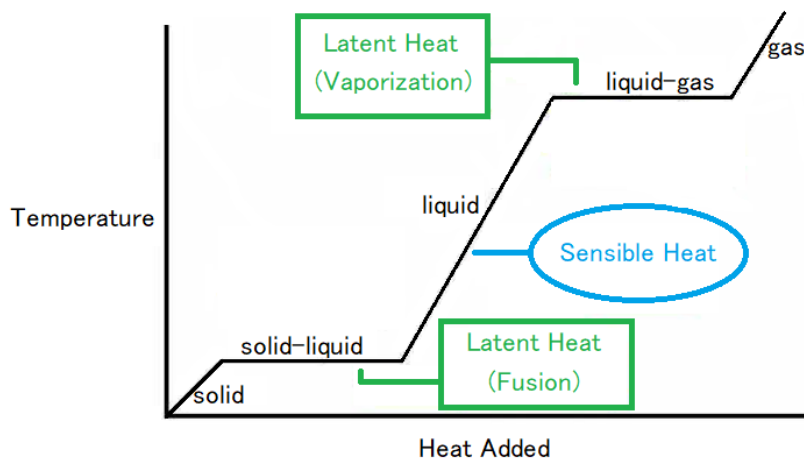 Latent Heat
(Vaporization)
gas
liquid-gas
liquid
Temperature
Sensible Heat
solid-liquid
Latent Heat
(Fusion)
solid
Heat Added